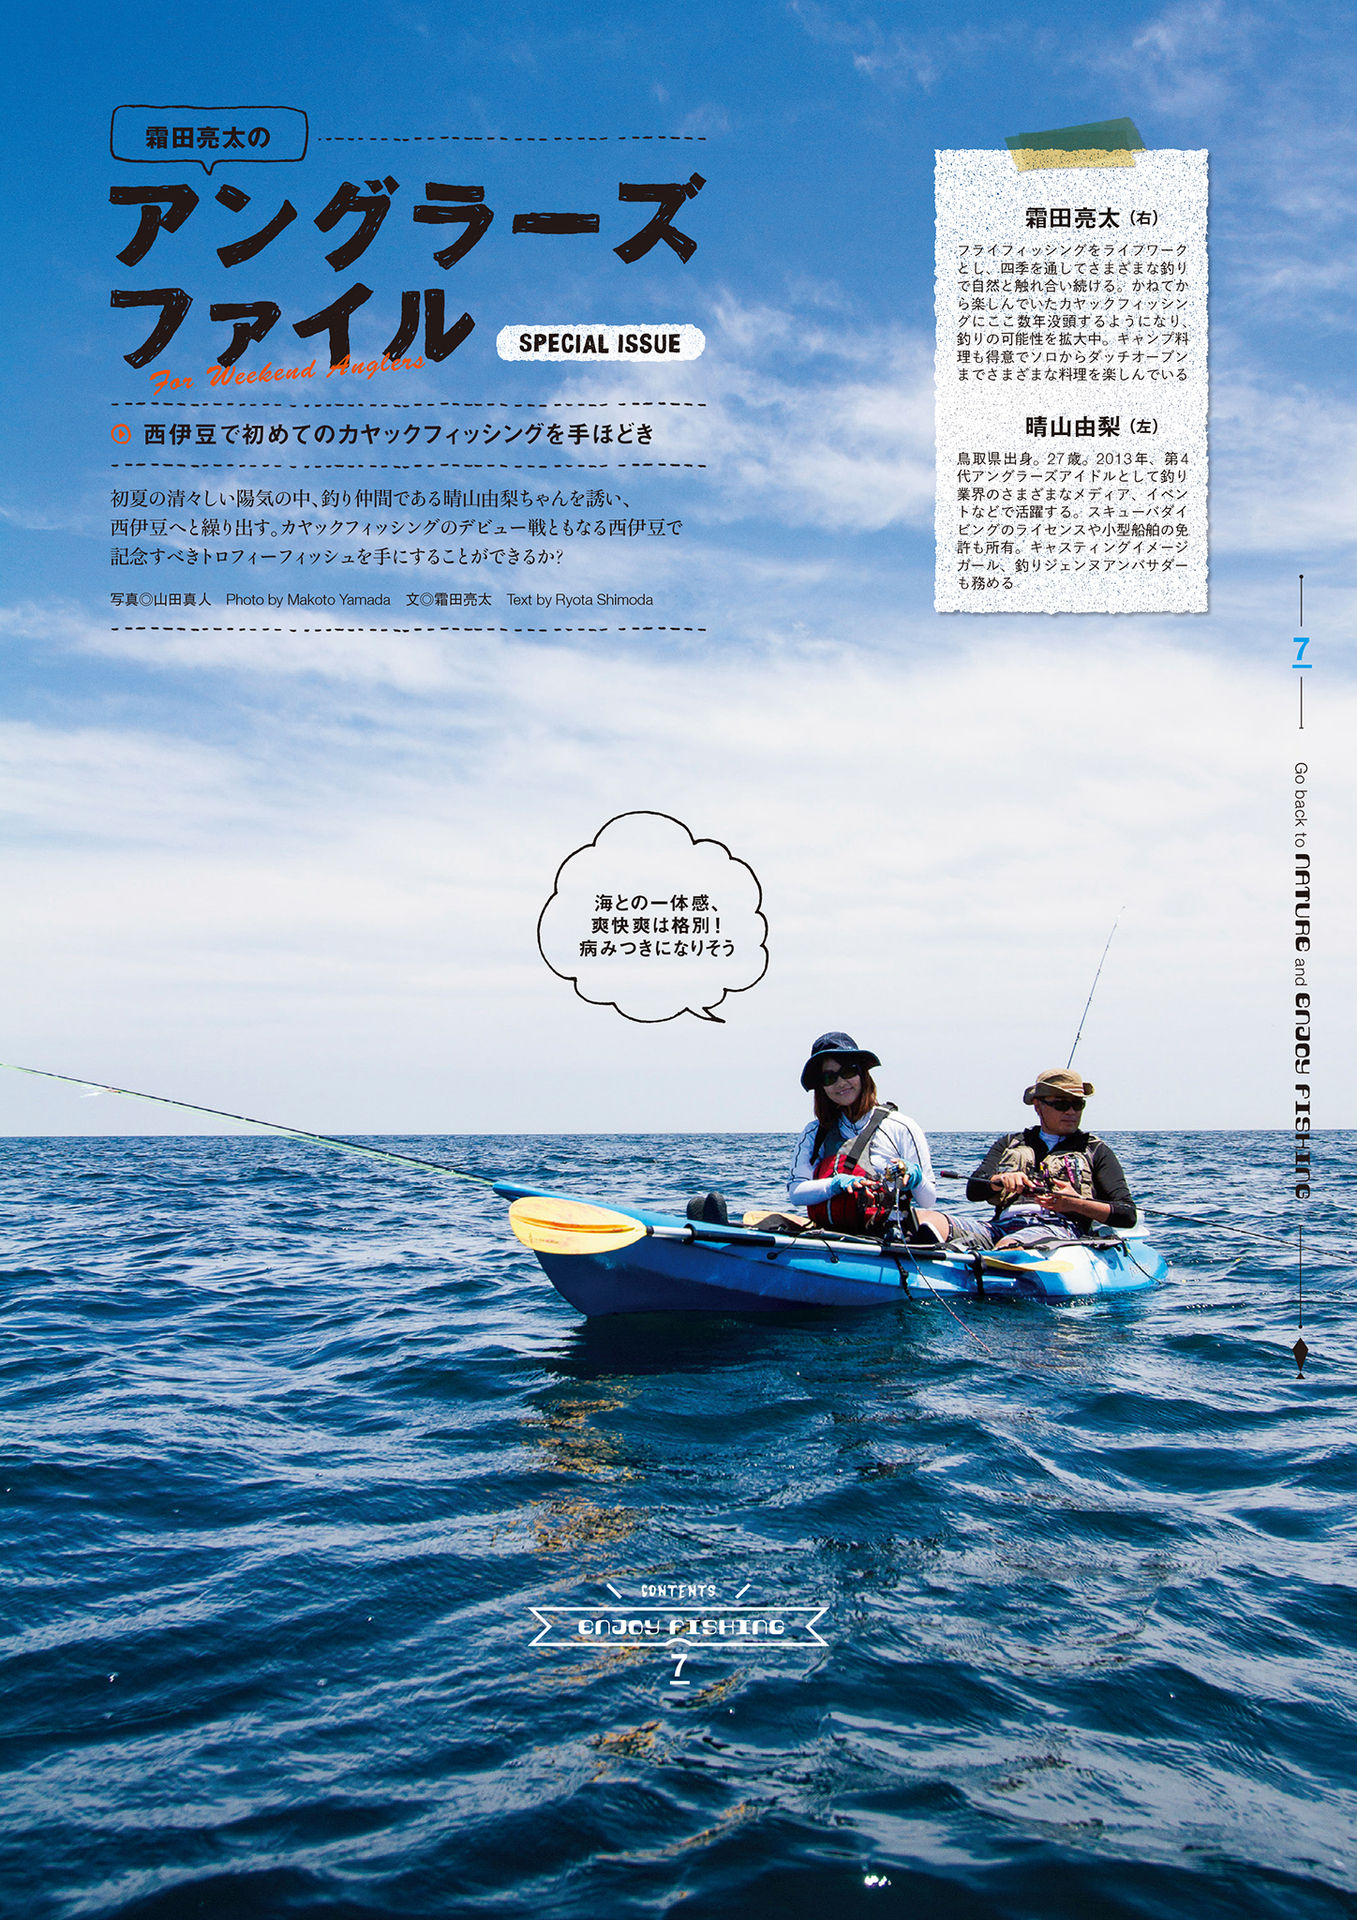 霜田亮太の
アングラーズ
ファイル
For Weekend Anglers
SPECIAL ISSUE
西伊豆で初めてのカヤックフィッシングを手ほどき
初夏の清々しい陽気の中、釣り仲間である晴山由梨ちゃんを誘い、
西伊豆へと繰り出す。カヤックフィッシングのデビュー戦ともなる西伊豆で
記念すべきトロフィーフィッシュを手にすることができるか?
写真◎山田真人　Photo by Makoto Yamada　文◎霜田亮太　Text by Ryota Shimoda
霜田亮太（右）
フライフィッシングをライフワーク
とし、四季を通してさまざまな釣り
で自然と触れ合い続ける。かねてか
ら楽しんでいたカヤックフィッシン
グにここ数年没頭するようになり、
釣りの可能性を拡大中。キャンプ料
理も得意でソロからダッチオーブン
までさまざまな料理を楽しんでいる
晴山由梨（左）
鳥取県出身。27歳。2013年、第4
代アングラーズアイドルとして釣り
業界のさまざまなメディア、イベン
トなどで活躍する。スキューバダイ
ビングのライセンスや小型船舶の免
許も所有。キャスティングイメージ
ガール、釣りジェンヌアンバサダー
も務める
7
Go back to NATURE and ENJOY FISHING
海との一体感、
爽快爽は格別！
病みつきになりそう
CONTENTS
ENJOY FISHING
7